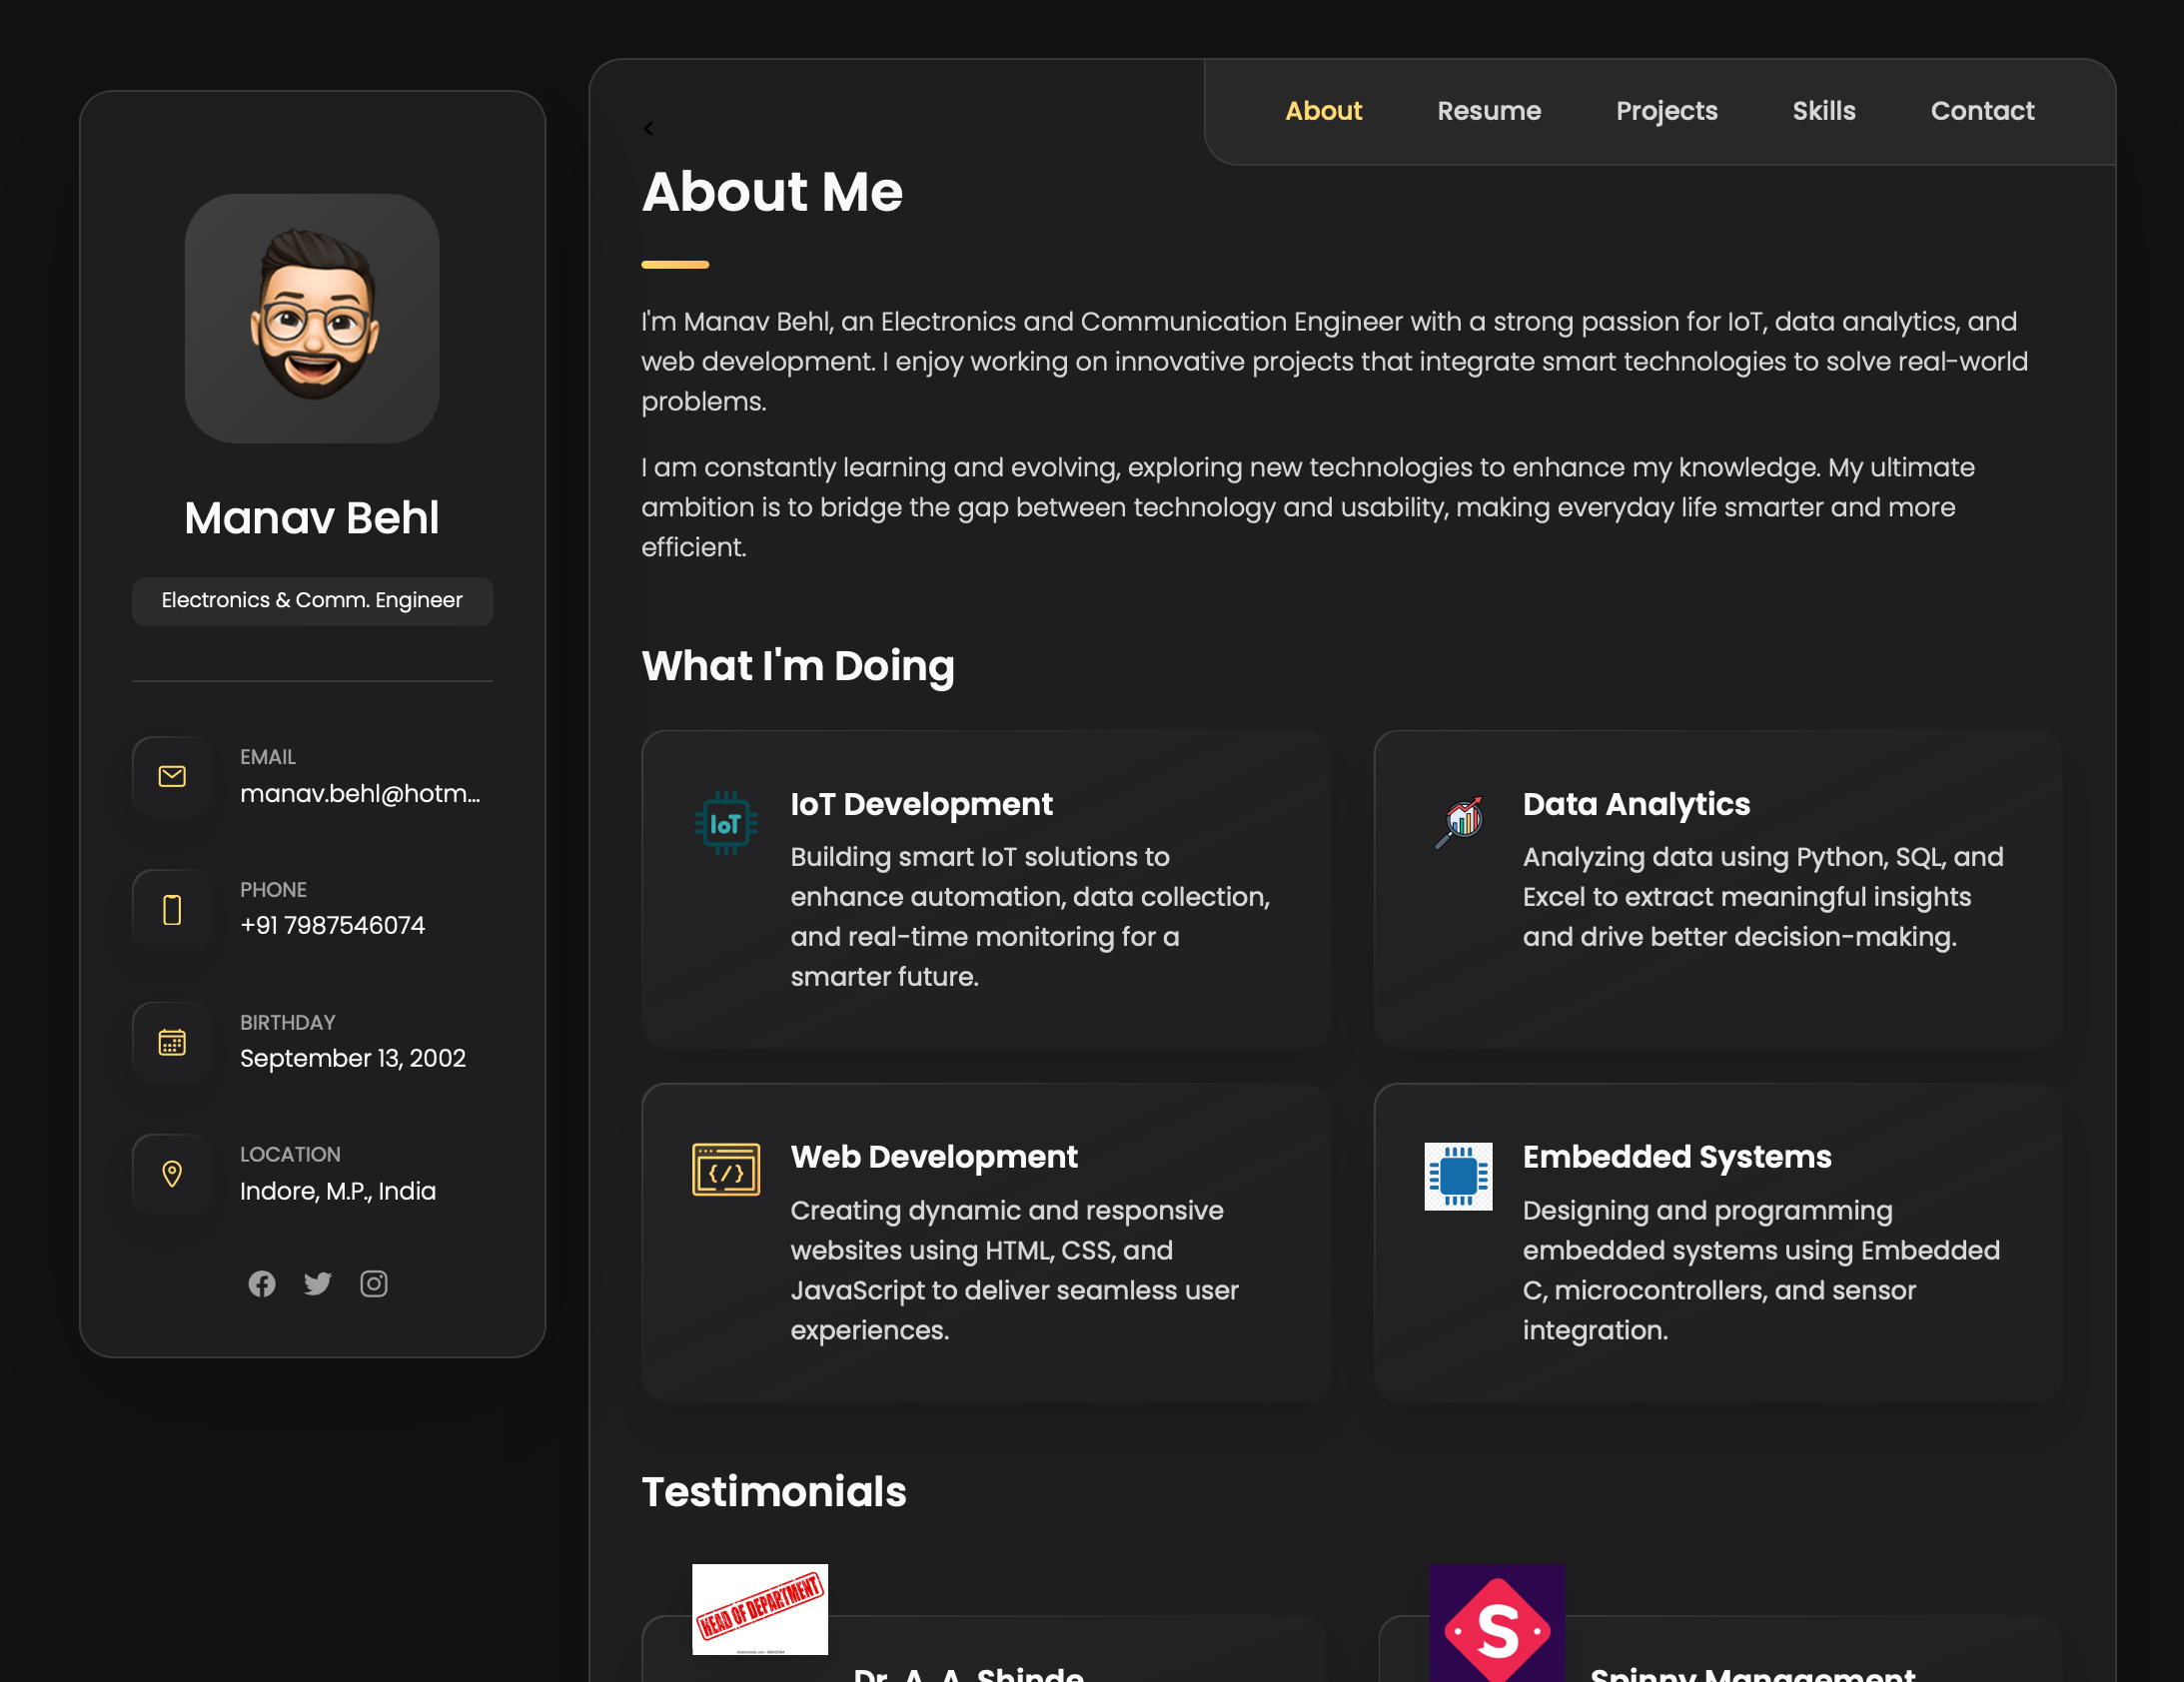 Manav Behl
Electronics & Comm. Engineer
EMAIL
manav.behl@hotm...
PHONE
+91 7987546074
BIRTHDAY
September 13, 2002
LOCATION
Indore, M.P., India
About Resume Projects Skills Contact
<
About Me
I'm Manav Behl, an Electronics and Communication Engineer with a strong passion for IoT, data analytics, and
web development. I enjoy working on innovative projects that integrate smart technologies to solve real-world
problems.
I am constantly learning and evolving, exploring new technologies to enhance my knowledge. My ultimate
ambition is to bridge the gap between technology and usability, making everyday life smarter and more
efficient.
What I'm Doing
IoT
IoT Development
Building smart IoT solutions to
enhance automation, data collection,
and real-time monitoring for a
smarter future.
Data Analytics
Analyzing data using Python, SQL, and
Excel to extract meaningful insights
and drive better decision-making.
{/}
Web Development
Creating dynamic and responsive
websites using HTML, CSS, and
JavaScript to deliver seamless user
experiences.
Embedded Systems
Designing and programming
embedded systems using Embedded
C, microcontrollers, and sensor
integration.
Testimonials
HEAD OF DEPARTMENT
Dr. A. A. Shinde
S
Spinny Management